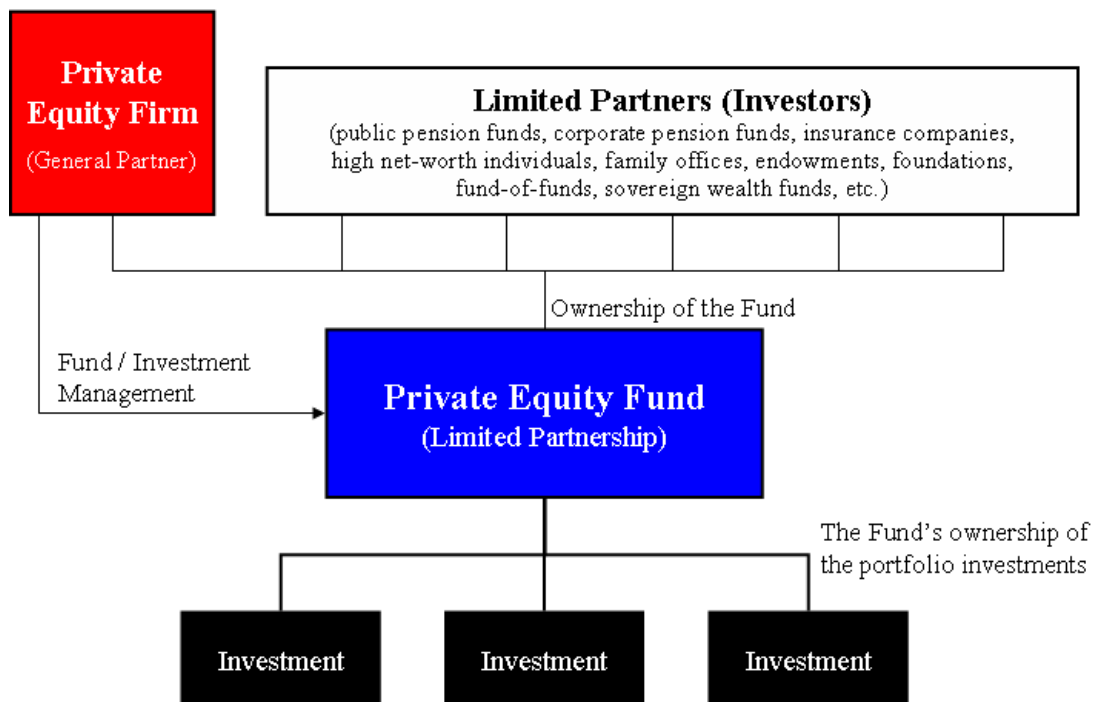 Private
Equity Firm
(General Partner)
Limited Partners (Investors)
(public pension funds, corporate pension funds, insurance companies,
high net-worth individuals, family offices, endowments, foundations,
fund-of-funds, sovereign wealth funds, etc.)
Ownership of the Fund
Fund / Investment
Management
Private Equity Fund
(Limited Partnership)
The Fund's ownership of
the portfolio investments
Investment
Investment
Investment